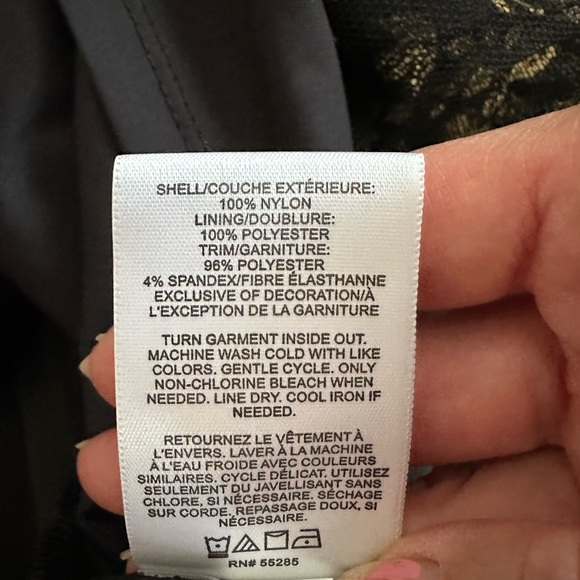 SHELL/COUCHE EXTÉRIEURE:
100% NYLON
LINING/DOUBLURE:
100% POLYESTER
TRIM/GARNITURE:
96% POLYESTER
4% SPANDEX/FIBRE ÉLASTHANNE
EXCLUSIVE OF DECORATION/À
L'EXCEPTION DE LA GARNITURE
TURN GARMENT INSIDE OUT.
MACHINE WASH COLD WITH LIKE
COLORS. GENTLE CYCLE. ONLY
NON-CHLORINE BLEACH WHEN
NEEDED. LINE DRY. COOL IRON IF
NEEDED.
RETOURNEZ LE VÊTEMENT À
L'ENVERS. LAVER À LA MACHINE
À L'EAU FROIDE AVEC COULEURS
SIMILAIRES. CYCLE DÉLICAT. UTILISEZ
SEULEMENT DU JAVELLISANT SANS
CHLORE, SI NÉCESSAIRE. SÉCHAGE
SUR CORDE. REPASSAGE DOUX, SI
NÉCESSAIRE.
RN# 55285